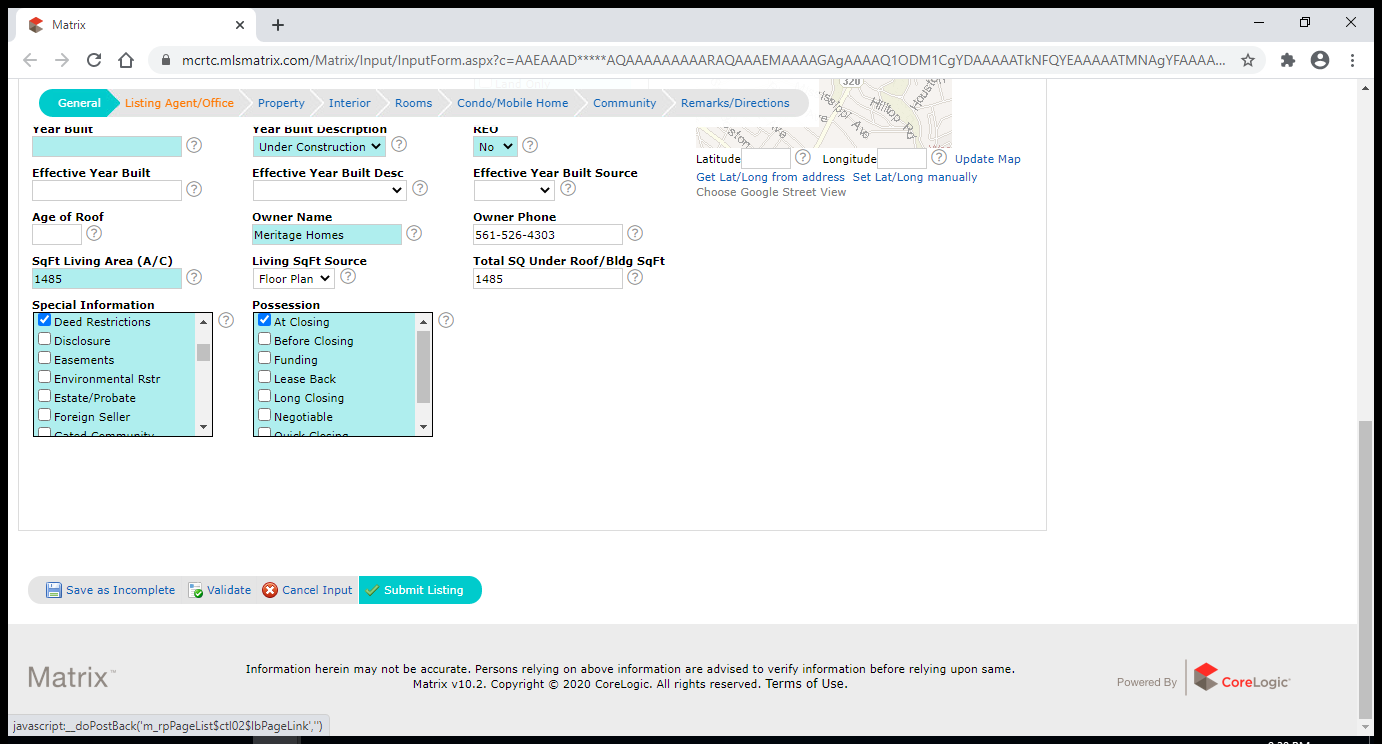 Matrix
mcrtc.mlsmatrix.com/Matrix/Input/InputForm.aspx?c=AAEAAAD*****AQAAAAAAAAARAQAAAEMAAAAGAgAAAAQ1ODM1CgYDAAAAATkNFQYEAAAAATMNAgYFAAAA...
General Listing Agent/Office Property Interior Rooms Condo/Mobile Home Community Remarks/Directions
320
Hilltop Rd
Year Built Year Built Description REO
Under Construction ? No ? ?
Latitude ? Longitude ? Update Map
Effective Year Built Effective Year Built Desc Effective Year Built Source
Get Lat/Long from address Set Lat/Long manually
? ? ?
Choose Google Street View
Age of Roof Owner Name Owner Phone
? Meritage Homes ? 561-526-4303 ?
SqFt Living Area (A/C) Living SqFt Source Total SQ Under Roof/Bldg SqFt
1485 ? Floor Plan ? 1485 ?
Special Information Possession
Deed Restrictions ? At Closing ?
Disclosure Before Closing
Easements Funding
Environmental Rstr Lease Back
Estate/Probate Long Closing
Foreign Seller Negotiable
Gated Community Quick Closing
Save as Incomplete Validate Cancel Input Submit Listing
Matrix™
Information herein may not be accurate. Persons relying on above information are advised to verify information before relying upon same.
Matrix v10.2. Copyright © 2020 CoreLogic. All rights reserved. Terms of Use.
Powered By CoreLogic
javascript:__doPostBack('m_rpPageList$ctl02$lbPageLink','')